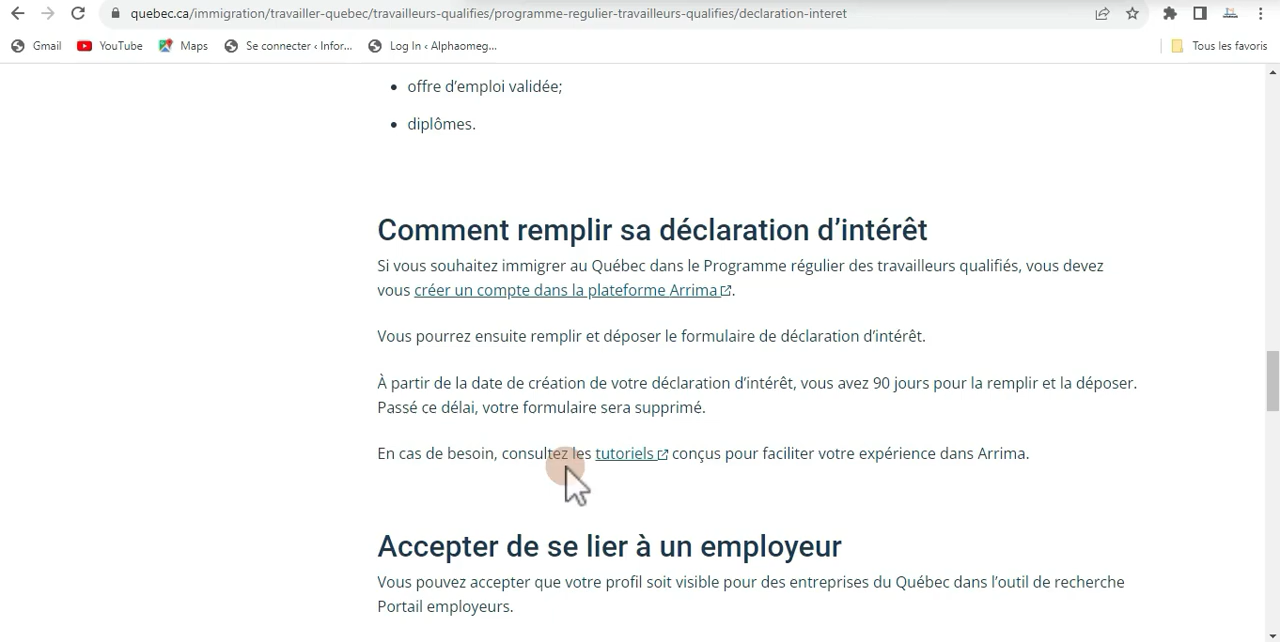 quebec.ca/immigration/travailler-quebec/travailleurs-qualifies/programme-regulier-travailleurs-qualifies/declaration-interet
Gmail YouTube Maps Se connecter ‹ Infor... Log In ‹ Alphaomeg... Tous les favoris
• offre d’emploi validée;
• diplômes.
Comment remplir sa déclaration d’intérêt
Si vous souhaitez immigrer au Québec dans le Programme régulier des travailleurs qualifiés, vous devez
vous créer un compte dans la plateforme Arrima.
Vous pourrez ensuite remplir et déposer le formulaire de déclaration d’intérêt.
À partir de la date de création de votre déclaration d’intérêt, vous avez 90 jours pour la remplir et la déposer.
Passé ce délai, votre formulaire sera supprimé.
En cas de besoin, consultez les tutoriels conçus pour faciliter votre expérience dans Arrima.
Accepter de se lier à un employeur
Vous pouvez accepter que votre profil soit visible pour des entreprises du Québec dans l’outil de recherche
Portail employeurs.